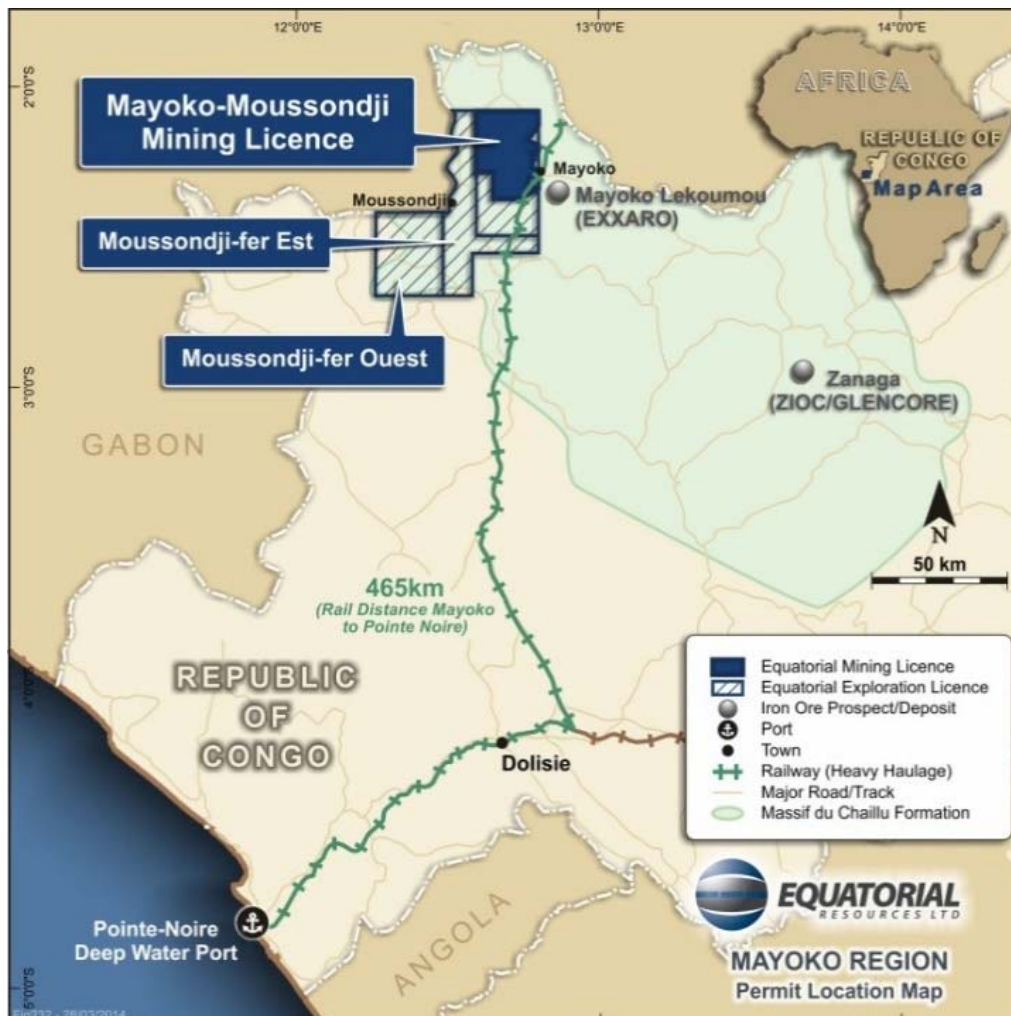 12°0'0"E
13°0'0"E
14°0'0"E
2°0'0"S
3°0'0"S
4°0'0"S
5°0'0"S
Mayoko-Moussondji
Mining Licence
AFRICA
REPUBLIC OF
CONGO
Map Area
Mayoko
Moussondji
Mayoko Lekoumou
(EXXARO)
Moussondji-fer Est
Moussondji-fer Ouest
Zanaga
(ZIOC/GLENCORE)
GABON
N
50 km
465km
(Rail Distance Mayoko
to Pointe Noire)
REPUBLIC
OF
CONGO
Dolisie
Equatorial Mining Licence
Equatorial Exploration Licence
Iron Ore Prospect/Deposit
Port
Town
Railway (Heavy Haulage)
Major Road/Track
Massif du Chaillu Formation
Pointe-Noire
Deep Water Port
ANGOLA
EQUATORIAL
RESOURCES LTD
MAYOKO REGION
Permit Location Map